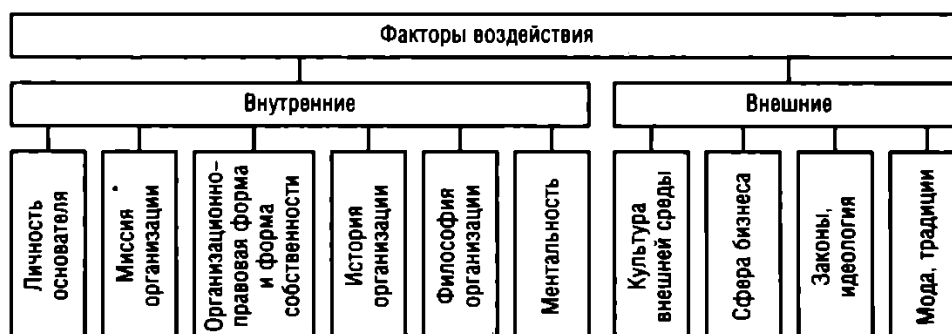 Факторы воздействия
Внутренние
Внешние
Личность
основателя
Миссия
организации
Организационно-
правовая форма
и форма
собственности
История
организации
Философия
организации
Ментальность
Культура
внешней среды
Сфера бизнеса
Законы,
идеология
Мода, традиции